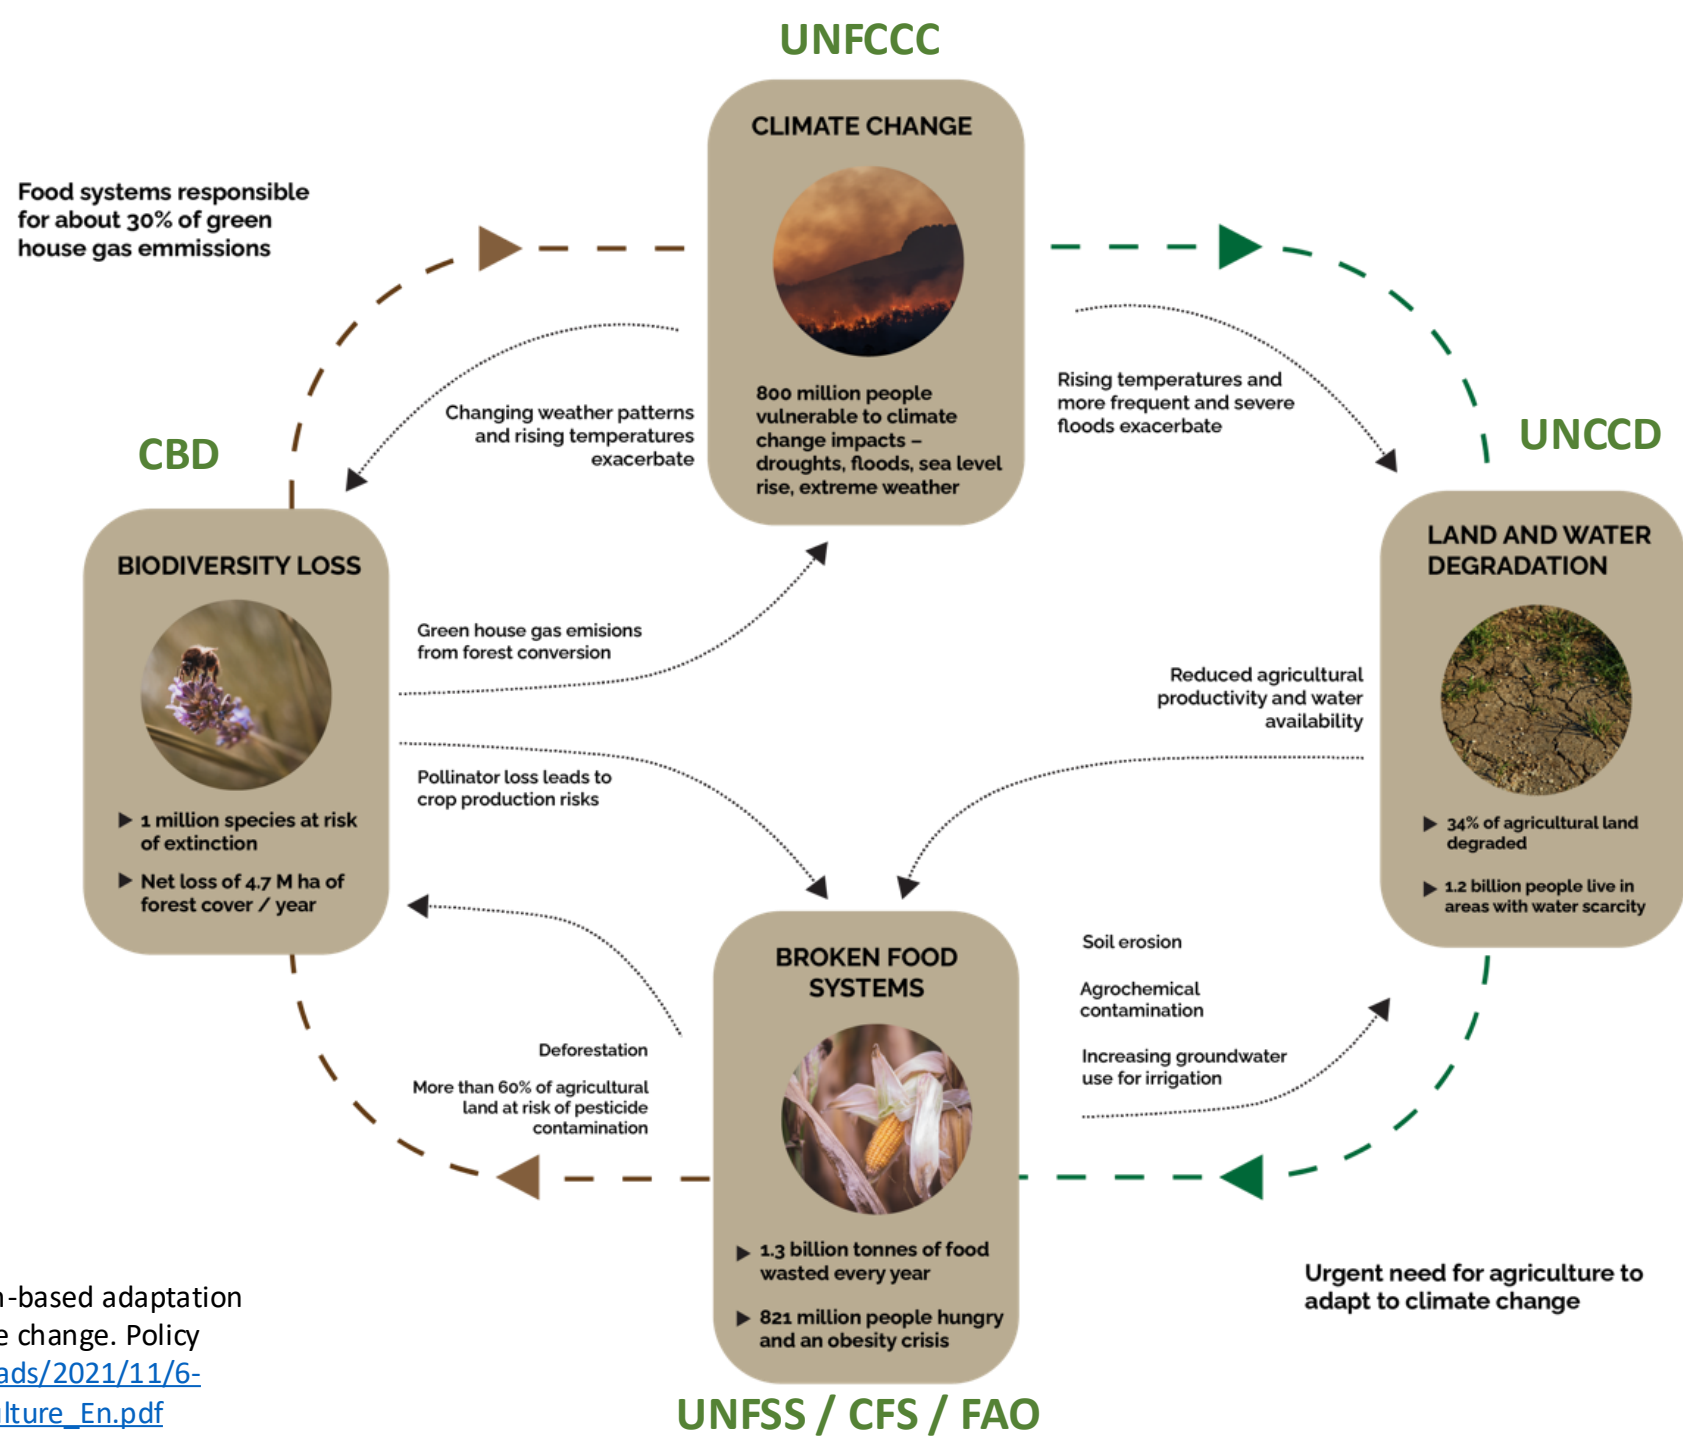 UNFCCC
CLIMATE CHANGE
800 million people
vulnerable to climate
change impacts –
droughts, floods, sea level
rise, extreme weather
Food systems responsible
for about 30% of green
house gas emmissions
Changing weather patterns
and rising temperatures
exacerbate
Rising temperatures and
more frequent and severe
floods exacerbate
CBD
UNCCD
BIODIVERSITY LOSS
1 million species at risk
of extinction
Net loss of 4.7 M ha of
forest cover / year
LAND AND WATER
DEGRADATION
34% of agricultural land
degraded
1.2 billion people live in
areas with water scarcity
Green house gas emisions
from forest conversion
Pollinator loss leads to
crop production risks
Reduced agricultural
productivity and water
availability
BROKEN FOOD
SYSTEMS
1.3 billion tonnes of food
wasted every year
821 million people hungry
and an obesity crisis
Deforestation
More than 60% of agricultural
land at risk of pesticide
contamination
Soil erosion
Agrochemical
contamination
Increasing groundwater
use for irrigation
Urgent need for agriculture to
adapt to climate change
-based adaptation
e change. Policy
ads/2021/11/6-
lture_En.pdf
UNFSS / CFS / FAO